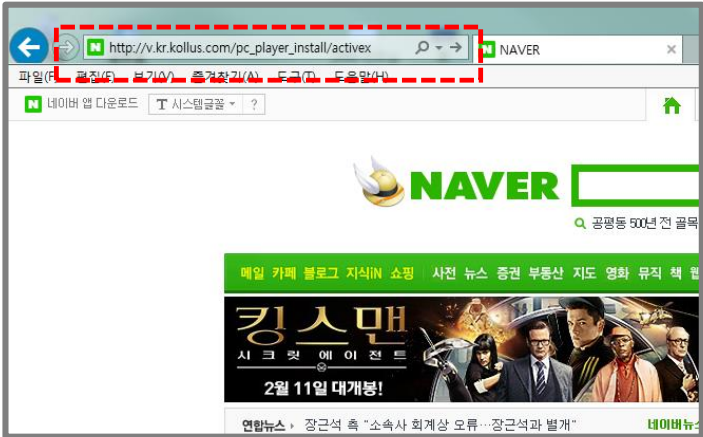 http://v.kr.kollus.com/pc_player_install/activex
NAVER
파일(F) 편집(E) 보기(V) 즐겨찾기(A) 도구(T) 도움말(H)
네이버 앱 다운로드 T 시스템글꼴 ?
NAVER
공평동 500년 전 골목
메일 카페 블로그 지식iN 쇼핑 사전 뉴스 증권 부동산 지도 영화 뮤직 책 웹
킹스맨
시크릿 에이전트
2월 11일 대개봉!
연합뉴스 › 장근석 측 "소속사 회계상 오류…장근석과 별개" 네이버뉴스